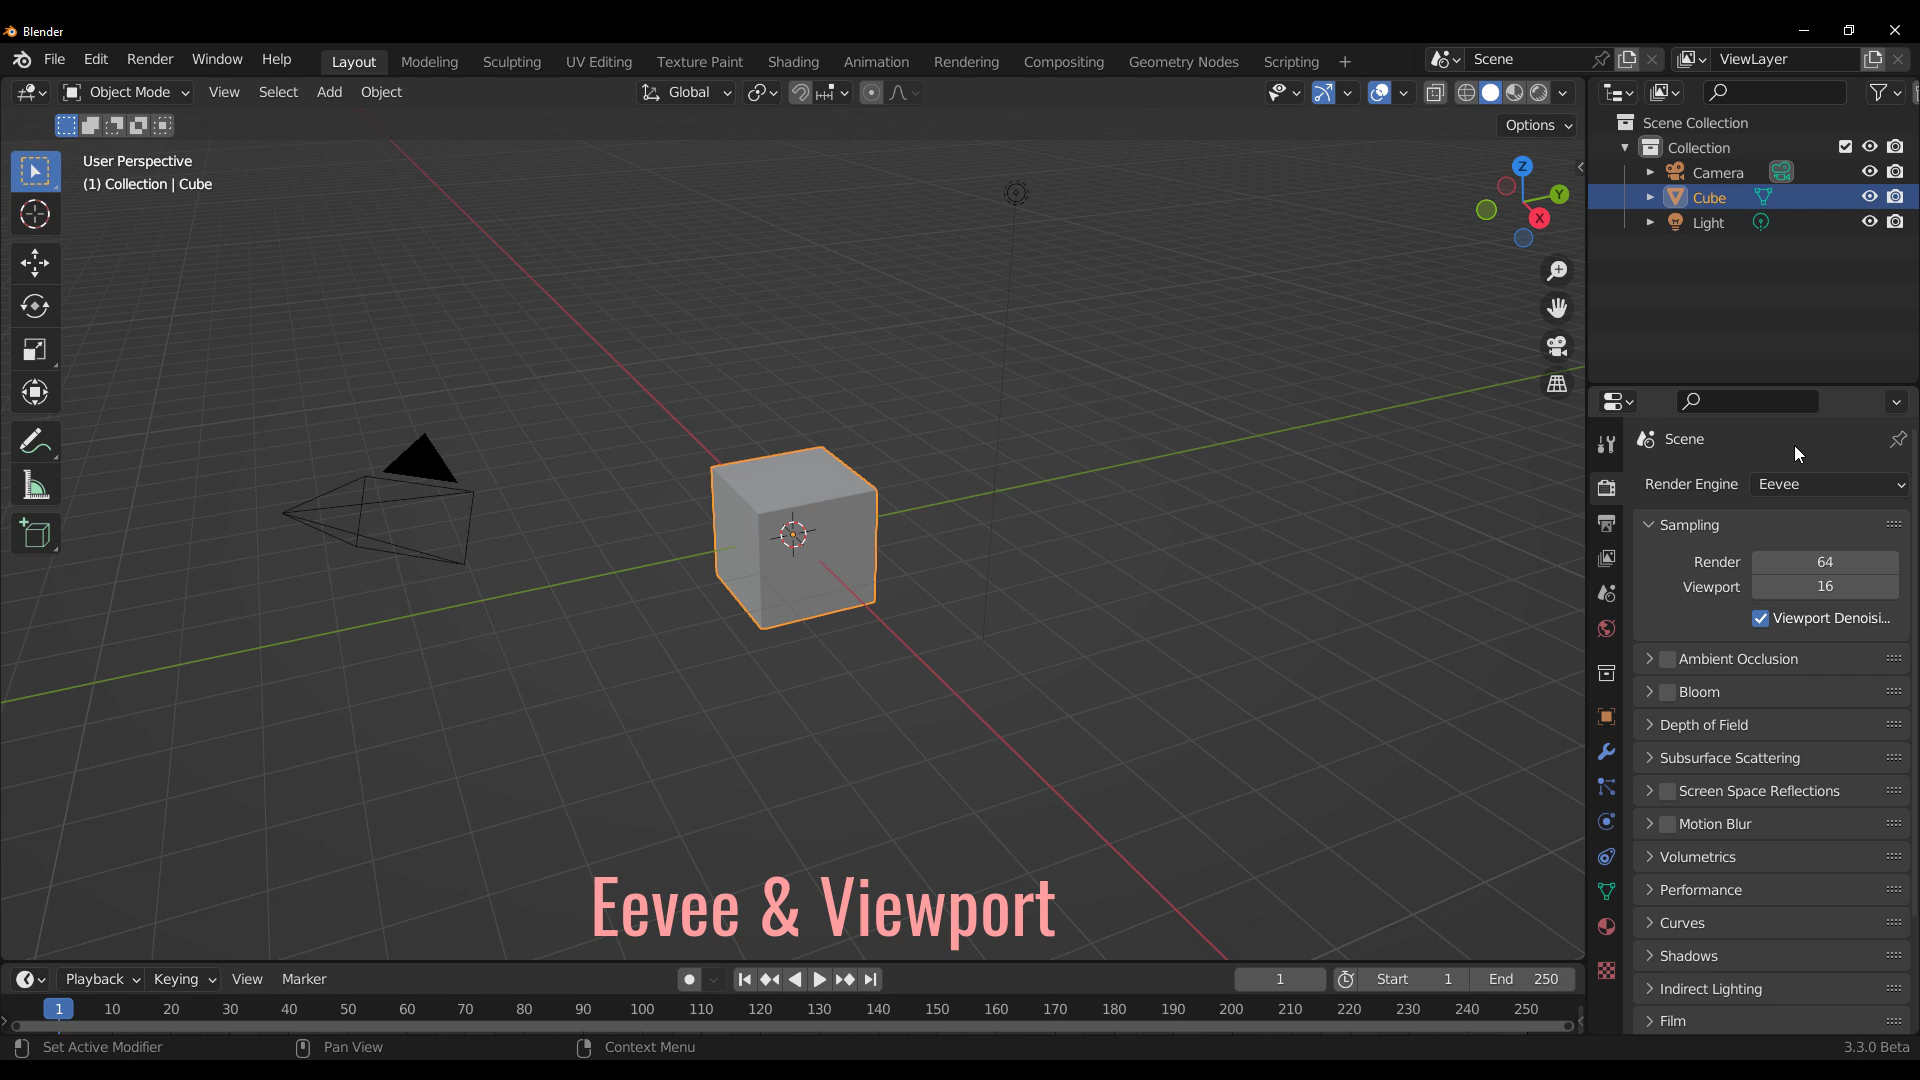 Blender
File Edit Render Window Help Layout Modeling Sculpting UV Editing Texture Paint Shading Animation Rendering Compositing Geometry Nodes Scripting + Scene ViewLayer
Object Mode View Select Add Object Global
Options
User Perspective
(1) Collection | Cube
Z
Y
X
Scene Collection
Collection
Camera
Cube
Light
Scene
Render Engine Eevee
Sampling
Render 64
Viewport 16
Viewport Denoisi...
Ambient Occlusion
Bloom
Depth of Field
Subsurface Scattering
Screen Space Reflections
Motion Blur
Volumetrics
Performance
Curves
Shadows
Indirect Lighting
Film
Eevee & Viewport
Playback Keying View Marker 1 Start 1 End 250
1 10 20 30 40 50 60 70 80 90 100 110 120 130 140 150 160 170 180 190 200 210 220 230 240 250
Set Active Modifier Pan View Context Menu 3.3.0 Beta